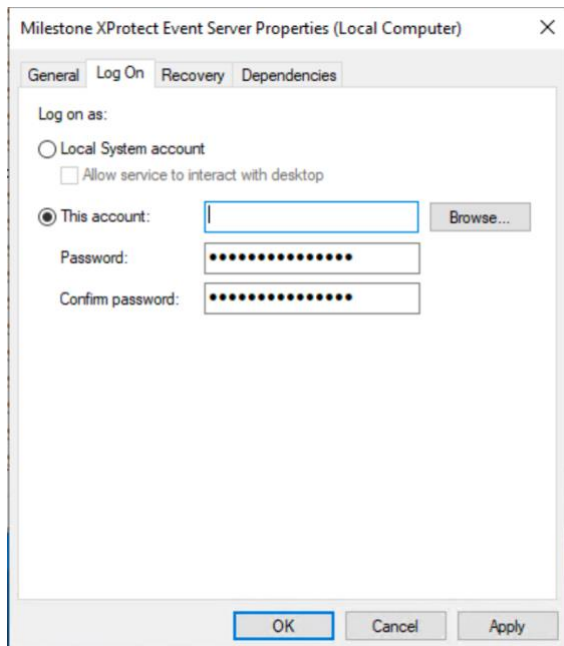 Milestone XProtect Event Server Properties (Local Computer)
General Log On Recovery Dependencies
Log on as:
Local System account
Allow service to interact with desktop
This account: Browse...
Password: •••••••••••••••
Confirm password: •••••••••••••••
OK Cancel Apply